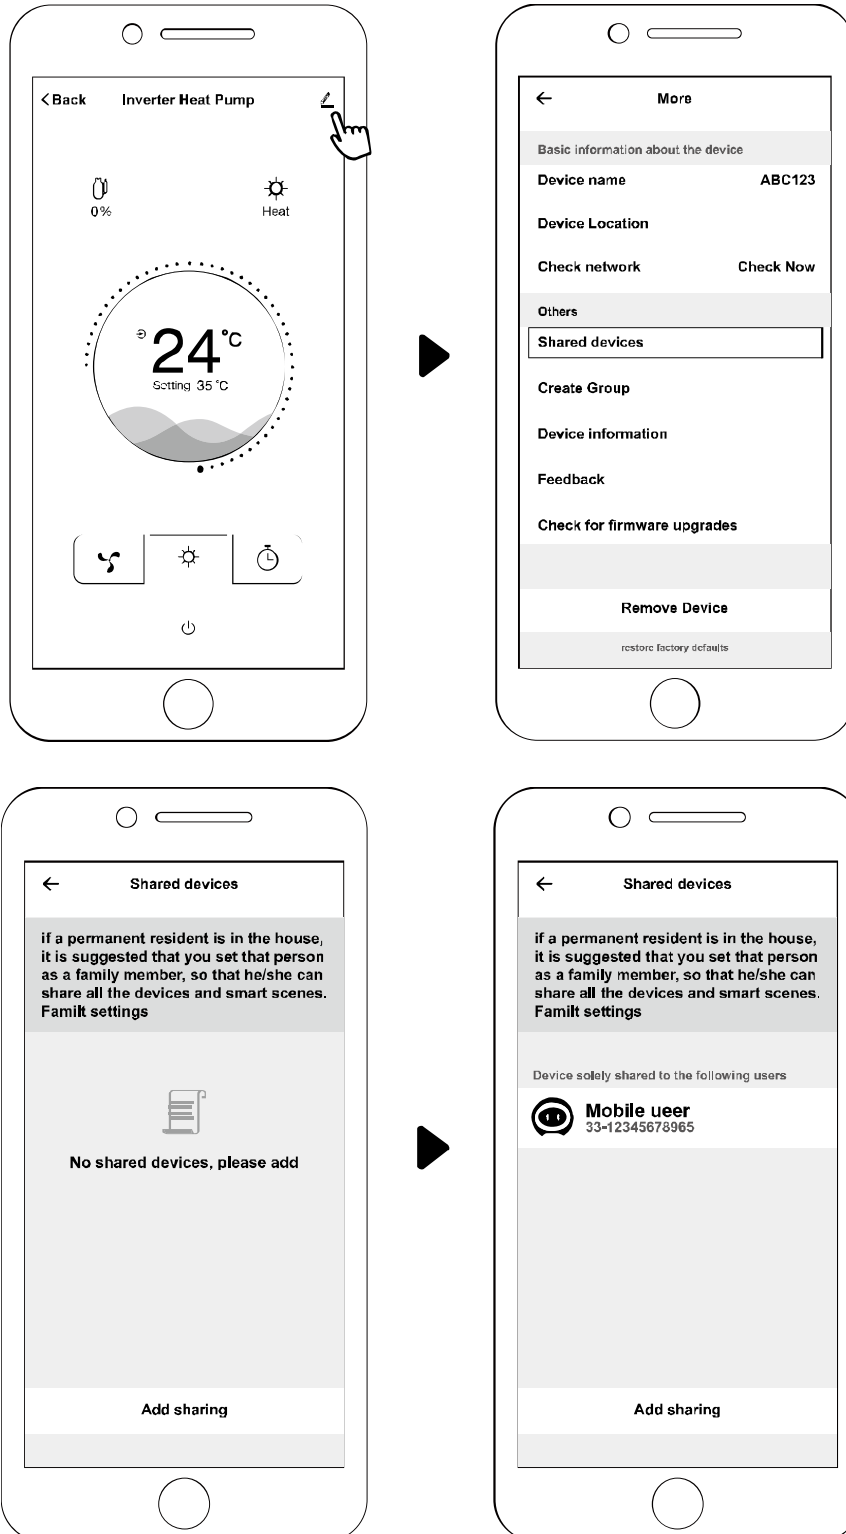 Back Inverter Heat Pump
0% Heat
24°C
Setting 35°C
More
Basic information about the device
Device name ABC123
Device Location
Check network Check Now
Others
Shared devices
Create Group
Device information
Feedback
Check for firmware upgrades
Remove Device
restore factory defaults
Shared devices
if a permanent resident is in the house,
it is suggested that you set that person
as a family member, so that he/she can
share all the devices and smart scenes.
Familt settings
No shared devices, please add
Add sharing
Shared devices
if a permanent resident is in the house,
it is suggested that you set that person
as a family member, so that he/she can
share all the devices and smart scenes.
Familt settings
Device solely shared to the following users
Mobile ueer
33-12345678965
Add sharing